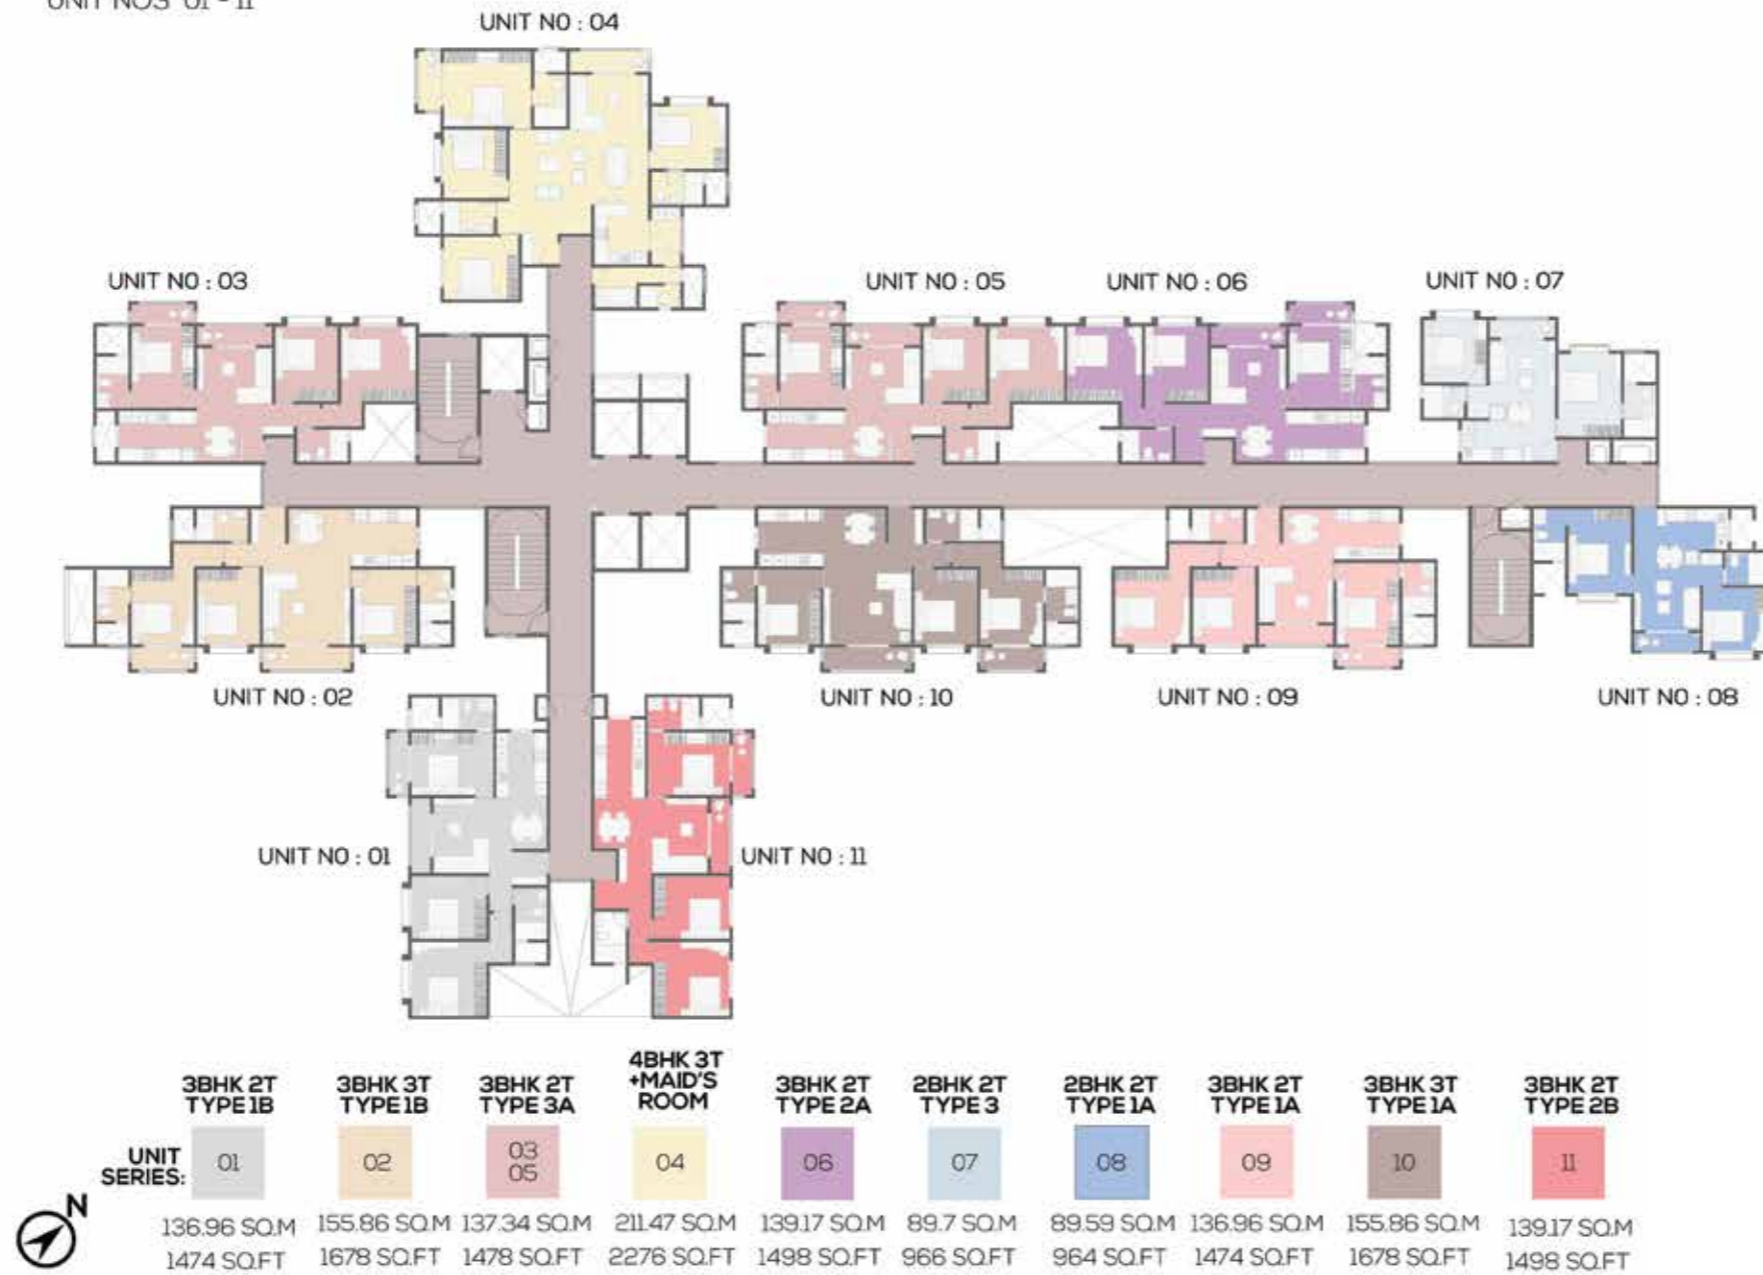 UNIT NOS 01 - 11
UNIT NO : 04
UNIT NO : 03
UNIT NO : 05
UNIT NO : 06
UNIT NO : 07
UNIT NO : 02
UNIT NO : 10
UNIT NO : 09
UNIT NO : 08
UNIT NO : 01
UNIT NO : 11
3BHK 2T
TYPE 1B
3BHK 3T
TYPE 1B
3BHK 2T
TYPE 3A
4BHK 3T
+MAID'S
ROOM
3BHK 2T
TYPE 2A
2BHK 2T
TYPE 3
2BHK 2T
TYPE 1A
3BHK 2T
TYPE 1A
3BHK 3T
TYPE 1A
3BHK 2T
TYPE 2B
UNIT
SERIES:
01
02
03
05
04
06
07
08
09
10
11
N
136.96 SQ.M
155.86 SQ.M
137.34 SQ.M
211.47 SQ.M
139.17 SQ.M
89.7 SQ.M
89.59 SQ.M
136.96 SQ.M
155.86 SQ.M
139.17 SQ.M
1474 SQ.FT
1678 SQ.FT
1478 SQ.FT
2276 SQ.FT
1498 SQ.FT
966 SQ.FT
964 SQ.FT
1474 SQ.FT
1678 SQ.FT
1498 SQ.FT